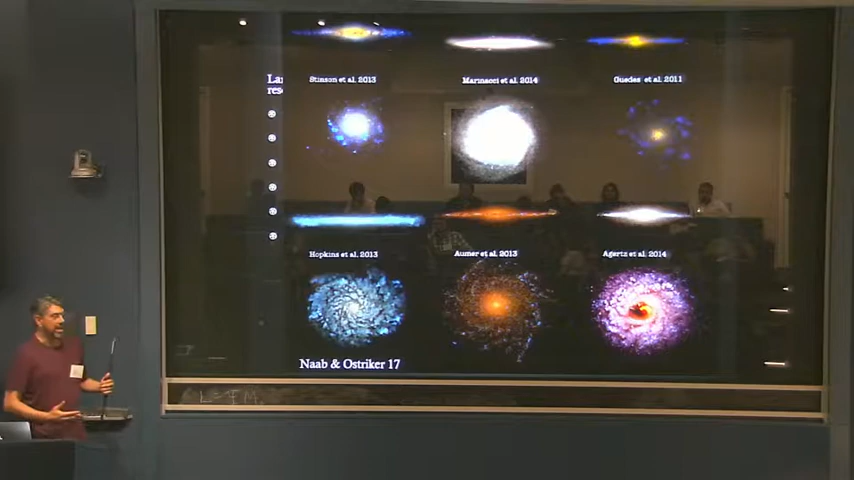 Stinson et al. 2013
Marinacci et al. 2014
Guedes et al. 2011
Hopkins et al. 2013
Aumer et al. 2013
Agertz et al. 2014
Naab & Ostriker 17